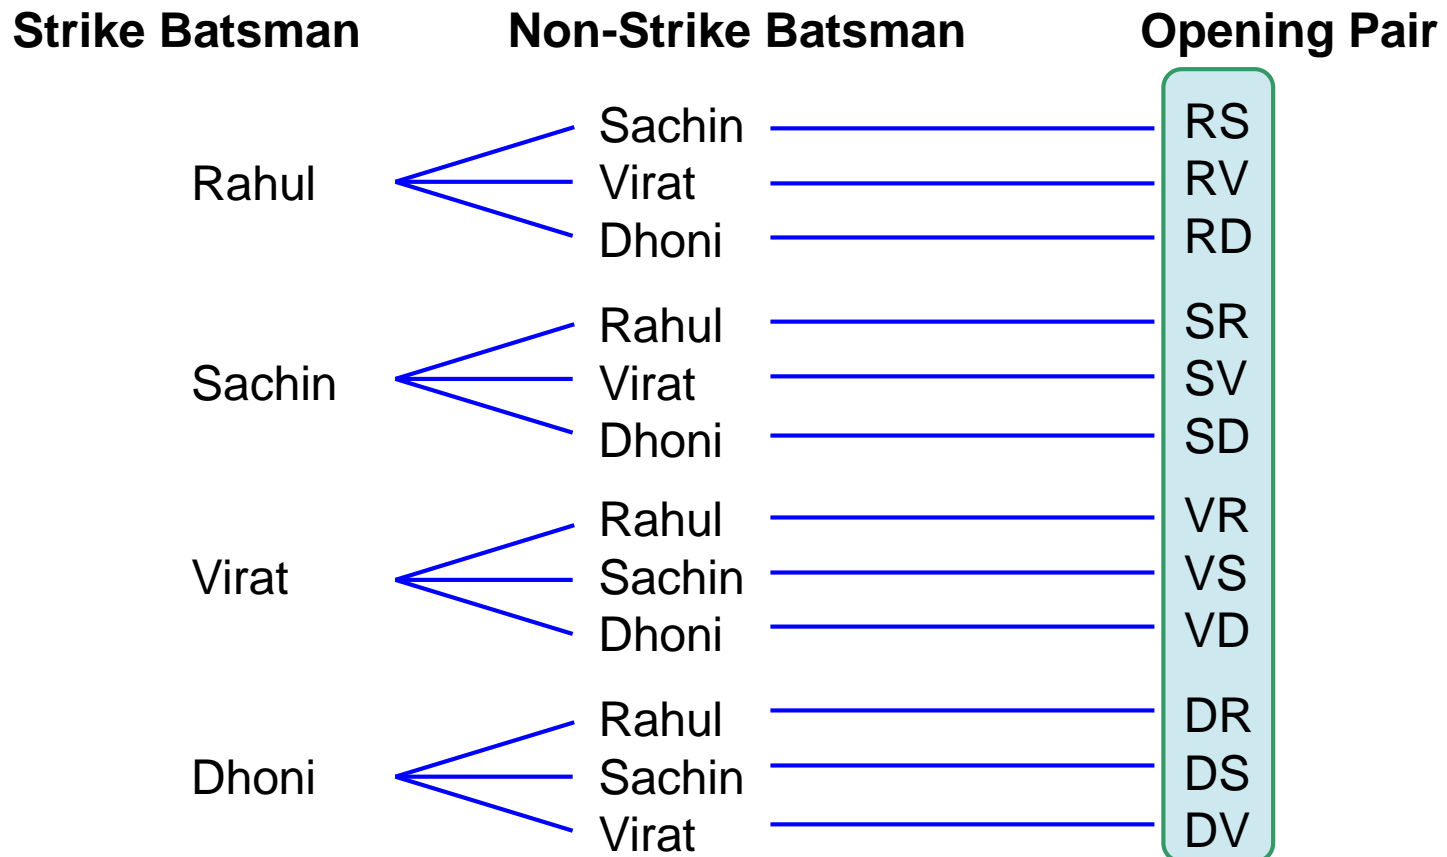 Strike Batsman Non-Strike Batsman Opening Pair
Sachin RS
Rahul Virat RV
Dhoni RD
Rahul SR
Sachin Virat SV
Dhoni SD
Rahul VR
Virat Sachin VS
Dhoni VD
Rahul DR
Dhoni Sachin DS
Virat DV